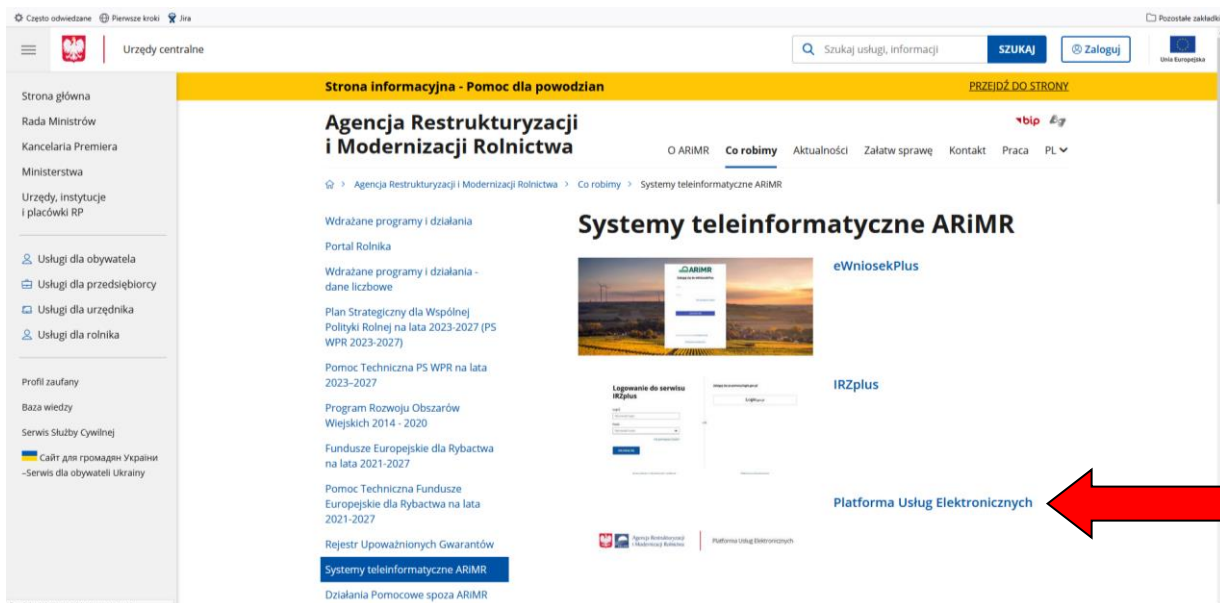 Często odwiedzane Pierwsze kroki Jira
Pozostałe zakładki
Urzędy centralne
Szukaj usługi, informacji
SZUKAJ
Zaloguj
Unia Europejska
Strona główna
Rada Ministrów
Kancelaria Premiera
Ministerstwa
Urzędy, instytucje
i placówki RP
Usługi dla obywatela
Usługi dla przedsiębiorcy
Usługi dla urzędnika
Usługi dla rolnika
Profil zaufany
Baza wiedzy
Serwis Służby Cywilnej
Сайт для громадян України
–Serwis dla obywateli Ukrainy
Strona informacyjna - Pomoc dla powodzian
PRZEJDŹ DO STRONY
Agencja Restrukturyzacji
i Modernizacji Rolnictwa
bip
O ARiMR Co robimy Aktualności Załatw sprawę Kontakt Praca PL
Agencja Restrukturyzacji i Modernizacji Rolnictwa > Co robimy > Systemy teleinformatyczne ARiMR
Wdrażane programy i działania
Portal Rolnika
Wdrażane programy i działania -
dane liczbowe
Plan Strategiczny dla Wspólnej
Polityki Rolnej na lata 2023-2027 (PS
WPR 2023-2027)
Pomoc Techniczna PS WPR na lata
2023–2027
Program Rozwoju Obszarów
Wiejskich 2014 - 2020
Fundusze Europejskie dla Rybactwa
na lata 2021-2027
Pomoc Techniczna Fundusze
Europejskie dla Rybactwa na lata
2021-2027
Rejestr Upoważnionych Gwarantów
Systemy teleinformatyczne ARiMR
Działania Pomocowe spoza ARiMR
Systemy teleinformatyczne ARiMR
ARiMR
eWniosekPlus
Logowanie do serwisu
IRZplus
IRZplus
Platforma Usług Elektronicznych
Agencja Restrukturyzacji
i Modernizacji Rolnictwa
Platforma Usług Elektronicznych